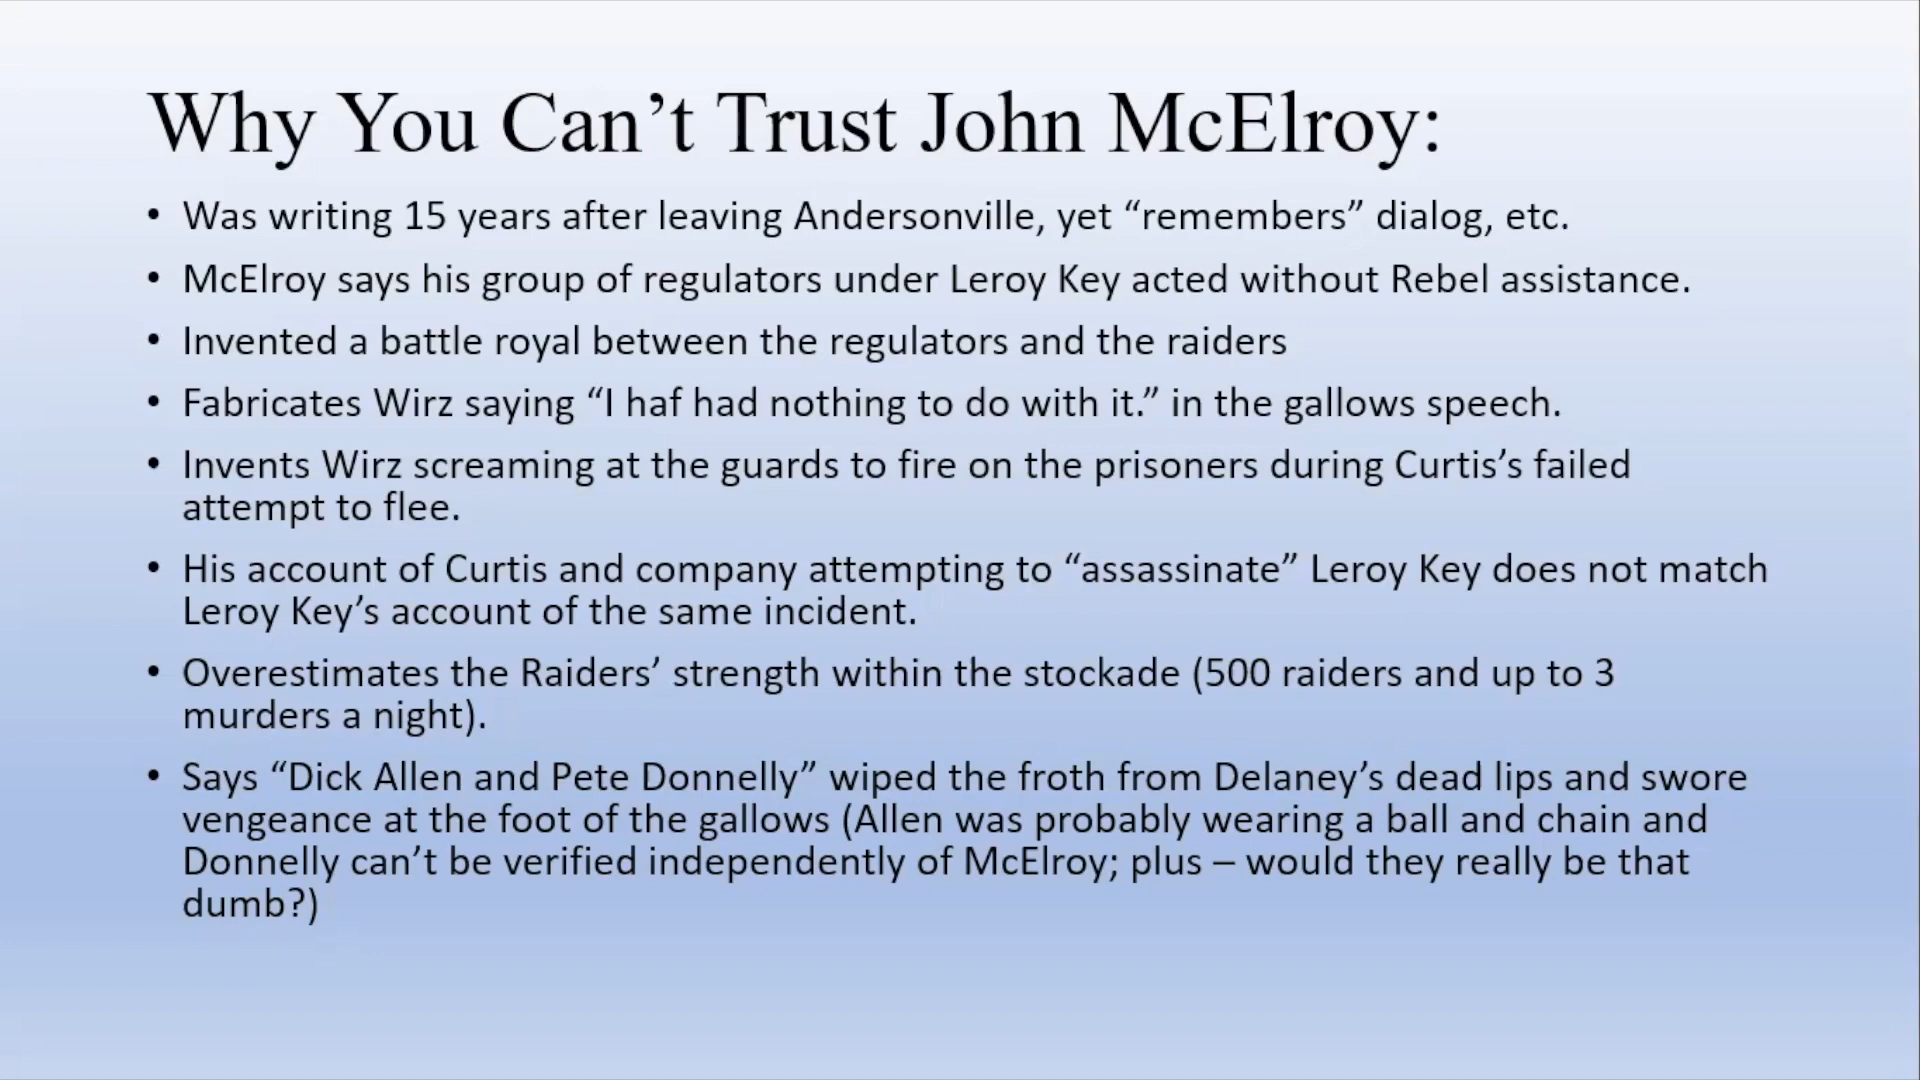 Why You Can’t Trust John McElroy:
• Was writing 15 years after leaving Andersonville, yet “remembers” dialog, etc.
• McElroy says his group of regulators under Leroy Key acted without Rebel assistance.
• Invented a battle royal between the regulators and the raiders
• Fabricates Wirz saying “I haf had nothing to do with it.” in the gallows speech.
• Invents Wirz screaming at the guards to fire on the prisoners during Curtis’s failed
attempt to flee.
• His account of Curtis and company attempting to “assassinate” Leroy Key does not match
Leroy Key’s account of the same incident.
• Overestimates the Raiders’ strength within the stockade (500 raiders and up to 3
murders a night).
• Says “Dick Allen and Pete Donnelly” wiped the froth from Delaney’s dead lips and swore
vengeance at the foot of the gallows (Allen was probably wearing a ball and chain and
Donnelly can’t be verified independently of McElroy; plus – would they really be that
dumb?)